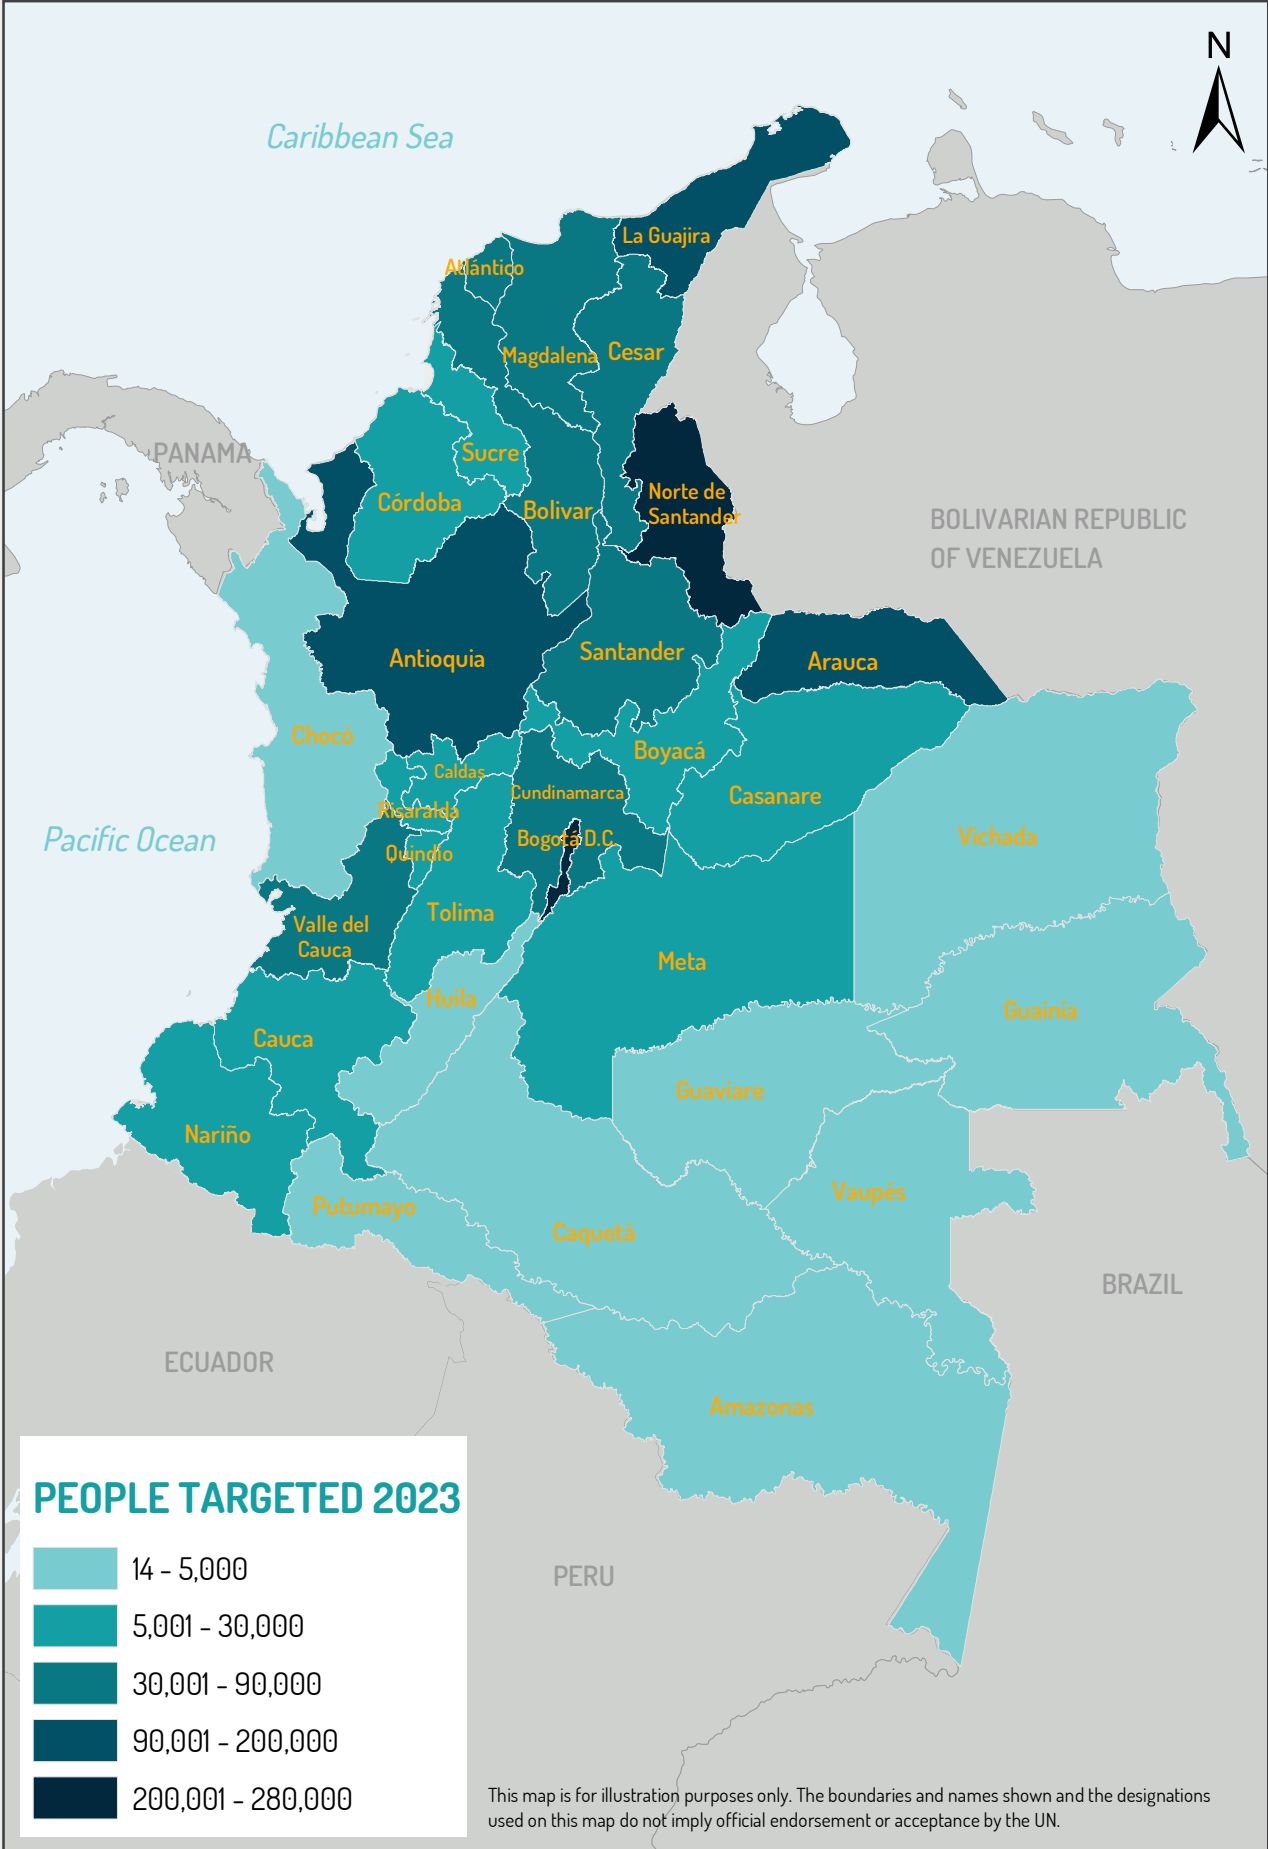 N
Caribbean Sea
La Guajira
Atlántico
Magdalena
Cesar
PANAMA
Sucre
Córdoba
Bolivar
Norte de
Santander
BOLIVARIAN REPUBLIC
OF VENEZUELA
Antioquia
Santander
Arauca
Chocó
Boyacá
Caldas
Cundinamarca
Casanare
Risaralda
Pacific Ocean
Bogotá D.C.
Vichada
Quindio
Tolima
Valle del
Cauca
Meta
Huila
Guainía
Cauca
Guaviare
Nariño
Vaupés
Putumayo
Caquetá
BRAZIL
ECUADOR
Amazonas
PEOPLE TARGETED 2023
14 - 5,000
5,001 - 30,000
30,001 - 90,000
90,001 - 200,000
200,001 - 280,000
PERU
This map is for illustration purposes only. The boundaries and names shown and the designations
used on this map do not imply official endorsement or acceptance by the UN.